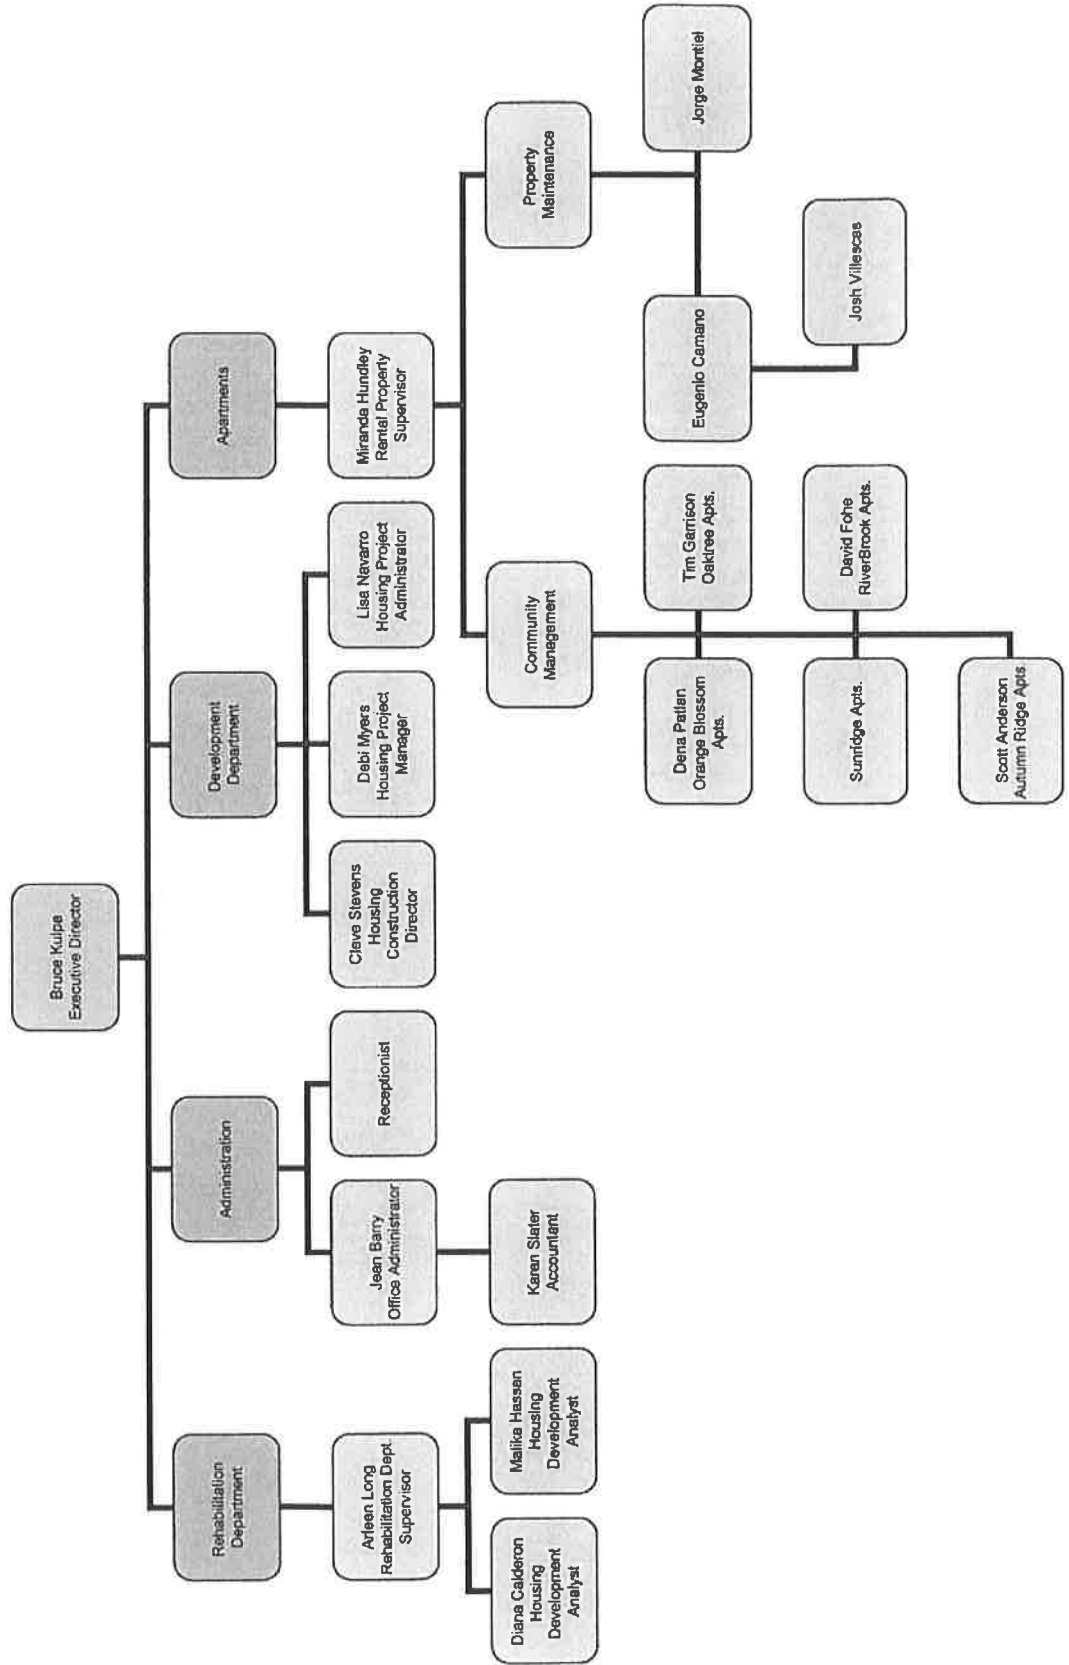 Bruce Kulpa
Executive Director
Rehabilitation
Department
Administration
Development
Department
Apartments
Arleen Long
Rehabilitation Dept.
Supervisor
Jean Barry
Office Administrator
Receptionist
Cleve Stevens
Housing
Construction
Director
Debi Myers
Housing Project
Manager
Lisa Navarro
Housing Project
Administrator
Miranda Hundley
Rental Property
Supervisor
Diana Calderon
Housing
Development
Analyst
Malika Hassan
Housing
Development
Analyst
Karen Slater
Accountant
Community
Management
Property
Maintenance
Dena Patlan
Orange Blossom
Apts.
Tim Garrison
Oaktree Apts.
Eugenio Camano
Jorge Montiel
Sunridge Apts.
David Fohe
RiverBrook Apts.
Josh Villescas
Scott Anderson
Autumn Ridge Apts